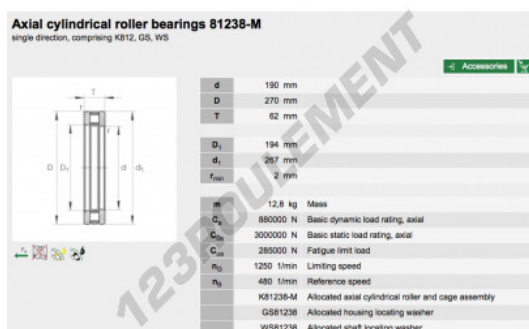 Axial cylindrical roller bearings 81238-M
single direction, comprising K812, GS, WS
Accessories
d 190 mm
D 270 mm
T 62 mm
D1 194 mm
d1 267 mm
rmin 2 mm
m 12,8 kg Mass
Ca 880000 N Basic dynamic load rating, axial
C0a 3000000 N Basic static load rating, axial
Cua 285000 N Fatigue limit load
nG 1250 1/min Limiting speed
nB 480 1/min Reference speed
K81238-M Allocated axial cylindrical roller and cage assembly
GS81238 Allocated housing locating washer
WS81238 Allocated shaft locating washer
T
r
r
D D1 d d1
123ROULEMENT